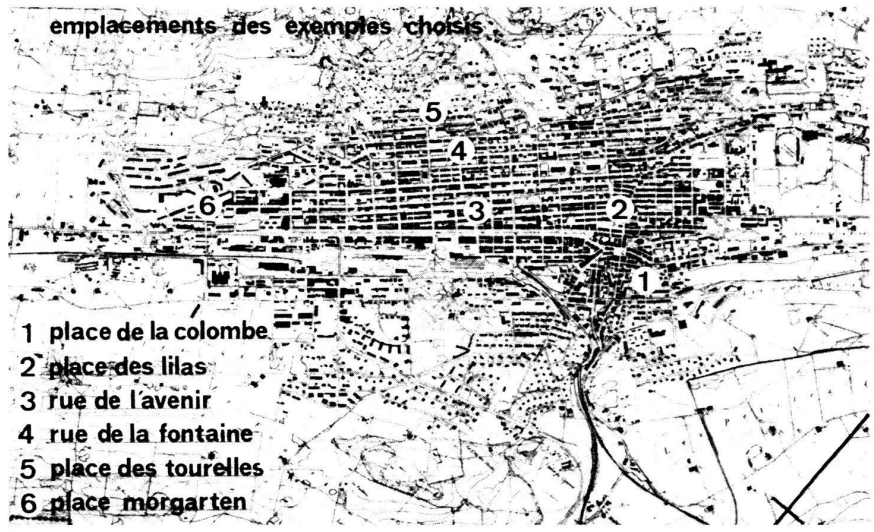 emplacements des exemples choisis
5
4
6
3
2
1
1 place de la colombe
2 place des lilas
3 rue de l'avenir
4 rue de la fontaine
5 place des tourelles
6 place morgarten